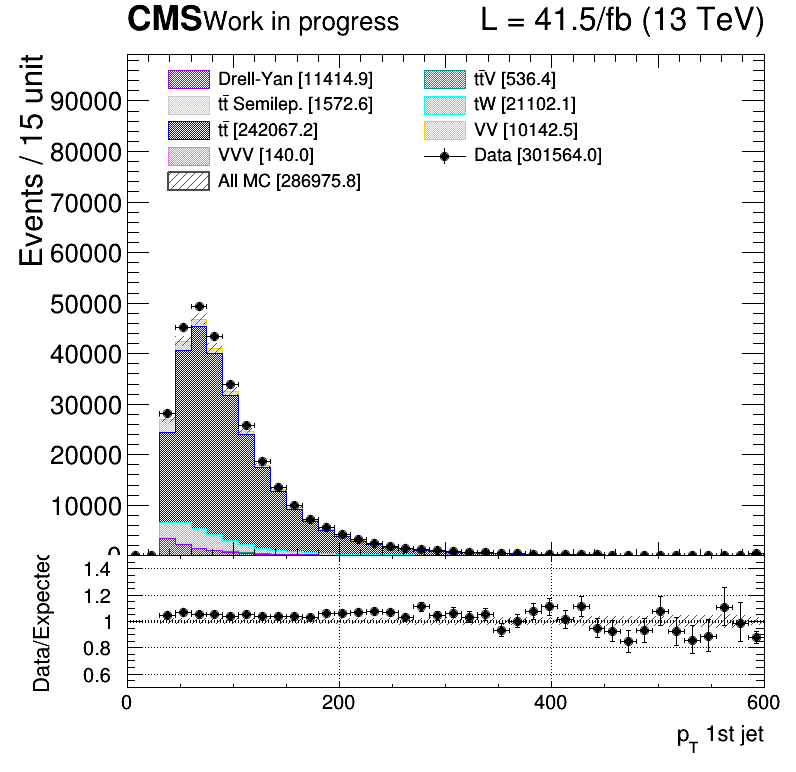 CMS Work in progress L = 41.5/fb (13 TeV)
Events / 15 unit
Drell-Yan [11414.9]
tt̄ Semilep. [1572.6]
tt̄ [242067.2]
VVV [140.0]
All MC [286975.8]
tt̄V [536.4]
tW [21102.1]
VV [10142.5]
Data [301564.0]
90000
80000
70000
60000
50000
40000
30000
20000
10000
0
Data/Expected
1.4
1.2
1
0.8
0.6
0 200 400 600
p_T 1st jet